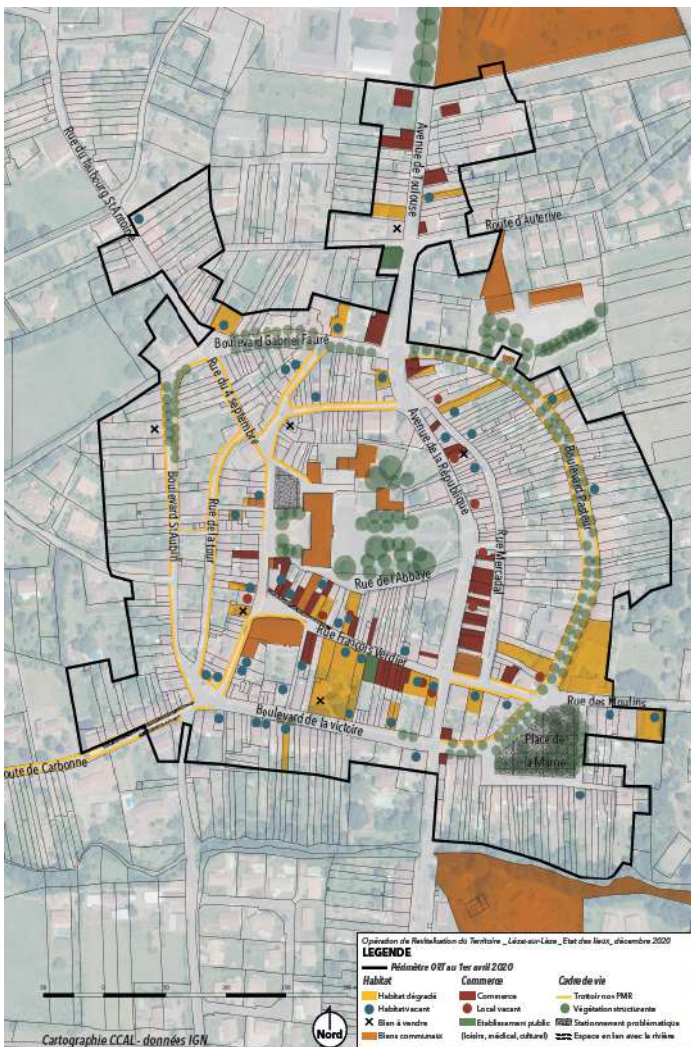 Avenue de Toulouse
Rue du faubourg St Antoine
Route d'Auterive
Boulevard Gabriel Fauré
Rue du 4 septembre
Avenue de la République
Boulevard Pasteur
Boulevard St Aubin
Rue de la tour
Rue Mercadal
Rue de l'Abbaye
Rue François Verdier
Rue des Moulins
Boulevard de la victoire
Place de
la Marne
oute de Carbonne
Opération de Revitalisation du Territoire _ Lézat-sur-Lèze _ Etat des lieux_ décembre 2020
LEGENDE
Périmètre ORT au 1er avril 2020
Habitat Commerce Cadre de vie
Habitat dégradé Commerce Trottoir non PMR
Habitat vacant Local vacant Végétation structurante
Bien à vendre Etablissement public Stationnement problématique
Biens communaux (loisirs, médical, culturel) Espace en lien avec la rivière
Nord
Cartographie CCAL - données IGN